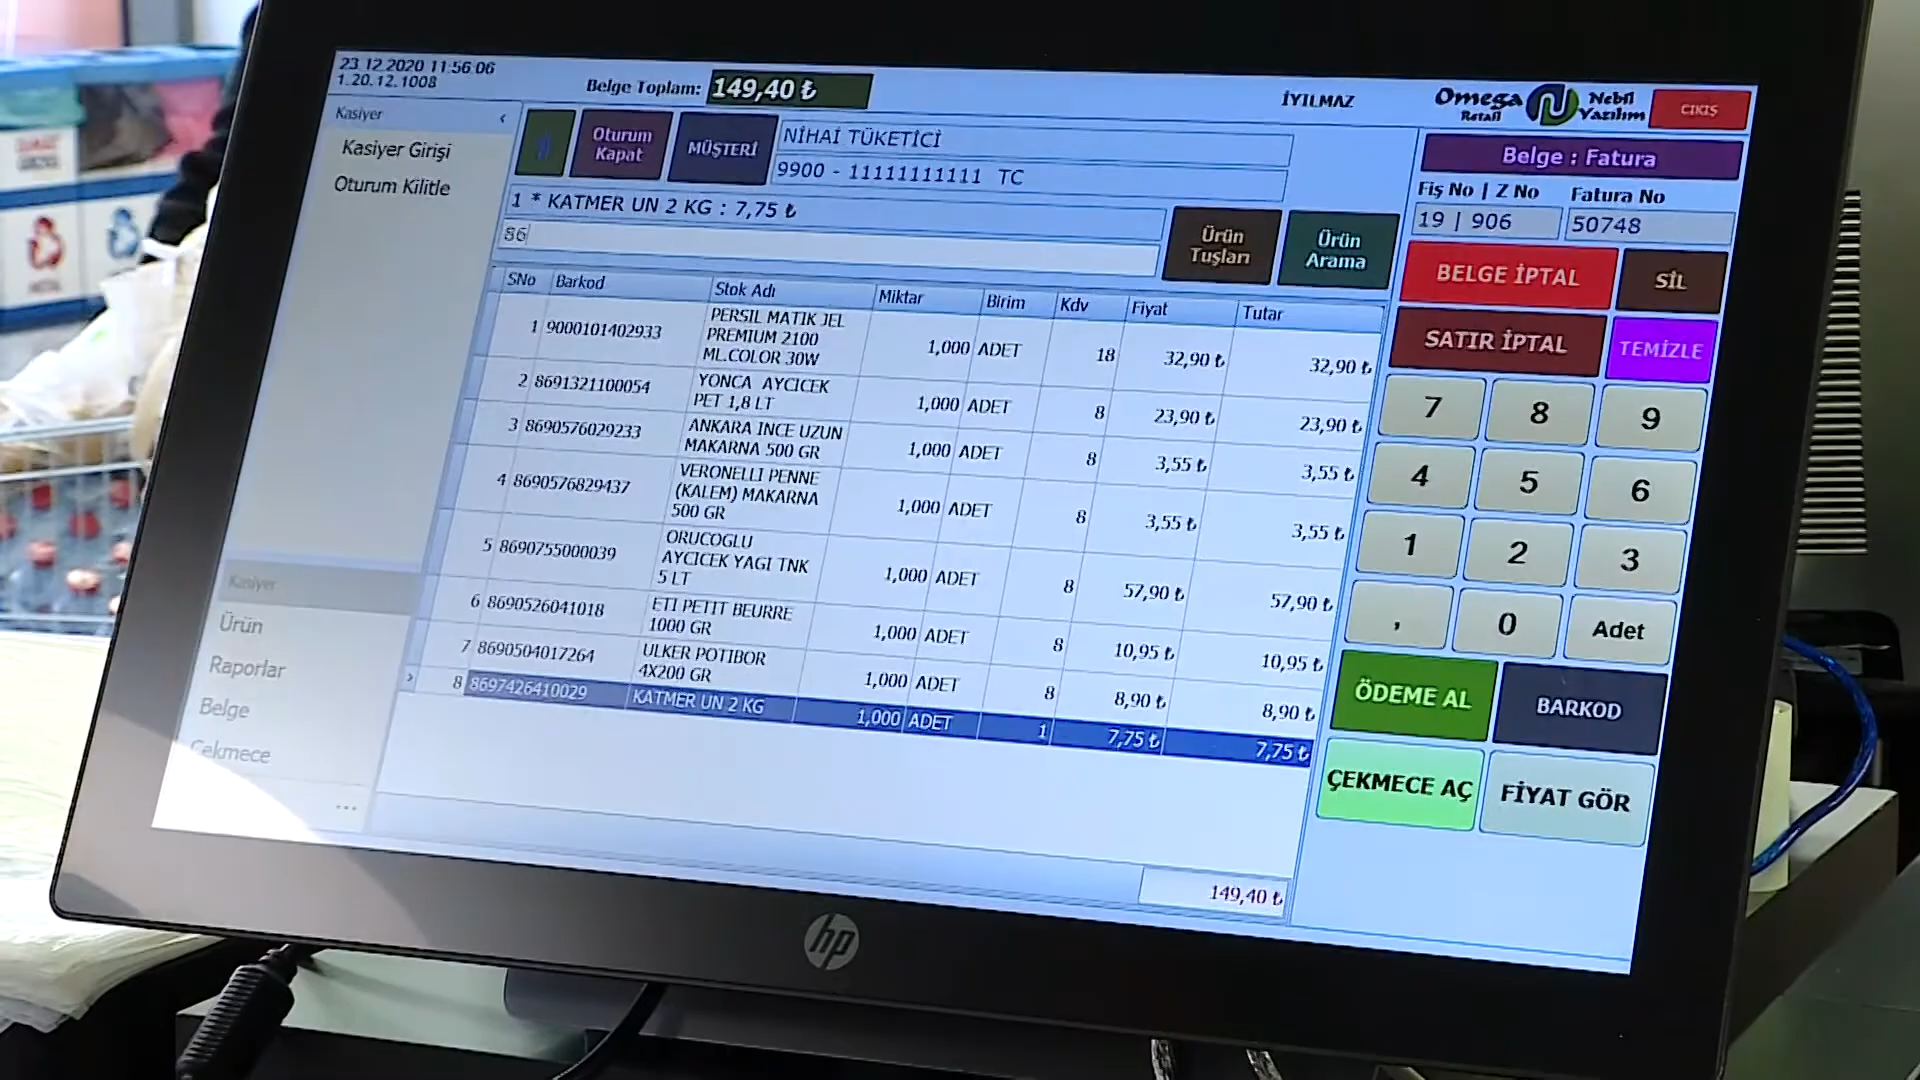 23.12.2020 11:56:06
1.20.12.1008
Belge Toplam: 149,40 ₺
İYILMAZ
Omega Retail
Nebil Yazılım
ÇIKIŞ
Kasiyer
Kasiyer Girişi
Oturum Kilitle
Oturum Kapat
MÜŞTERİ
NİHAİ TÜKETİCİ
9900 - 11111111111 TC
1 * KATMER UN 2 KG : 7,75 ₺
86
Ürün Tuşları
Ürün Arama
Belge : Fatura
Fiş No | Z No Fatura No
19 | 906 50748
BELGE İPTAL SİL
SATIR İPTAL TEMİZLE
SNo Barkod Stok Adı Miktar Birim Kdv Fiyat Tutar
1 9000101402933 PERSIL MATIK JEL PREMIUM 2100 ML.COLOR 30W 1,000 ADET 18 32,90 ₺ 32,90 ₺
2 8691321100054 YONCA AYCICEK PET 1,8 LT 1,000 ADET 8 23,90 ₺ 23,90 ₺
3 8690576029233 ANKARA INCE UZUN MAKARNA 500 GR 1,000 ADET 8 3,55 ₺ 3,55 ₺
4 8690576829437 VERONELLI PENNE (KALEM) MAKARNA 500 GR 1,000 ADET 8 3,55 ₺ 3,55 ₺
5 8690755000039 ORUCOGLU AYCICEK YAGI TNK 5 LT 1,000 ADET 8 57,90 ₺ 57,90 ₺
6 8690526041018 ETI PETIT BEURRE 1000 GR 1,000 ADET 8 10,95 ₺ 10,95 ₺
7 8690504017264 ULKER POTIBOR 4X200 GR 1,000 ADET 8 8,90 ₺ 8,90 ₺
8 8697426410029 KATMER UN 2 KG 1,000 ADET 1 7,75 ₺ 7,75 ₺
149,40 ₺
7 8 9
4 5 6
1 2 3
, 0 Adet
ÖDEME AL BARKOD
ÇEKMECE AÇ FİYAT GÖR
Kasiyer
Ürün
Raporlar
Belge
Çekmece
...
hp